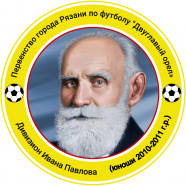 Первенство города Рязани по футболу "Двуглавый орел"
Дивизион Ивана Павлова
(юноши 2010-2011 г.р.)